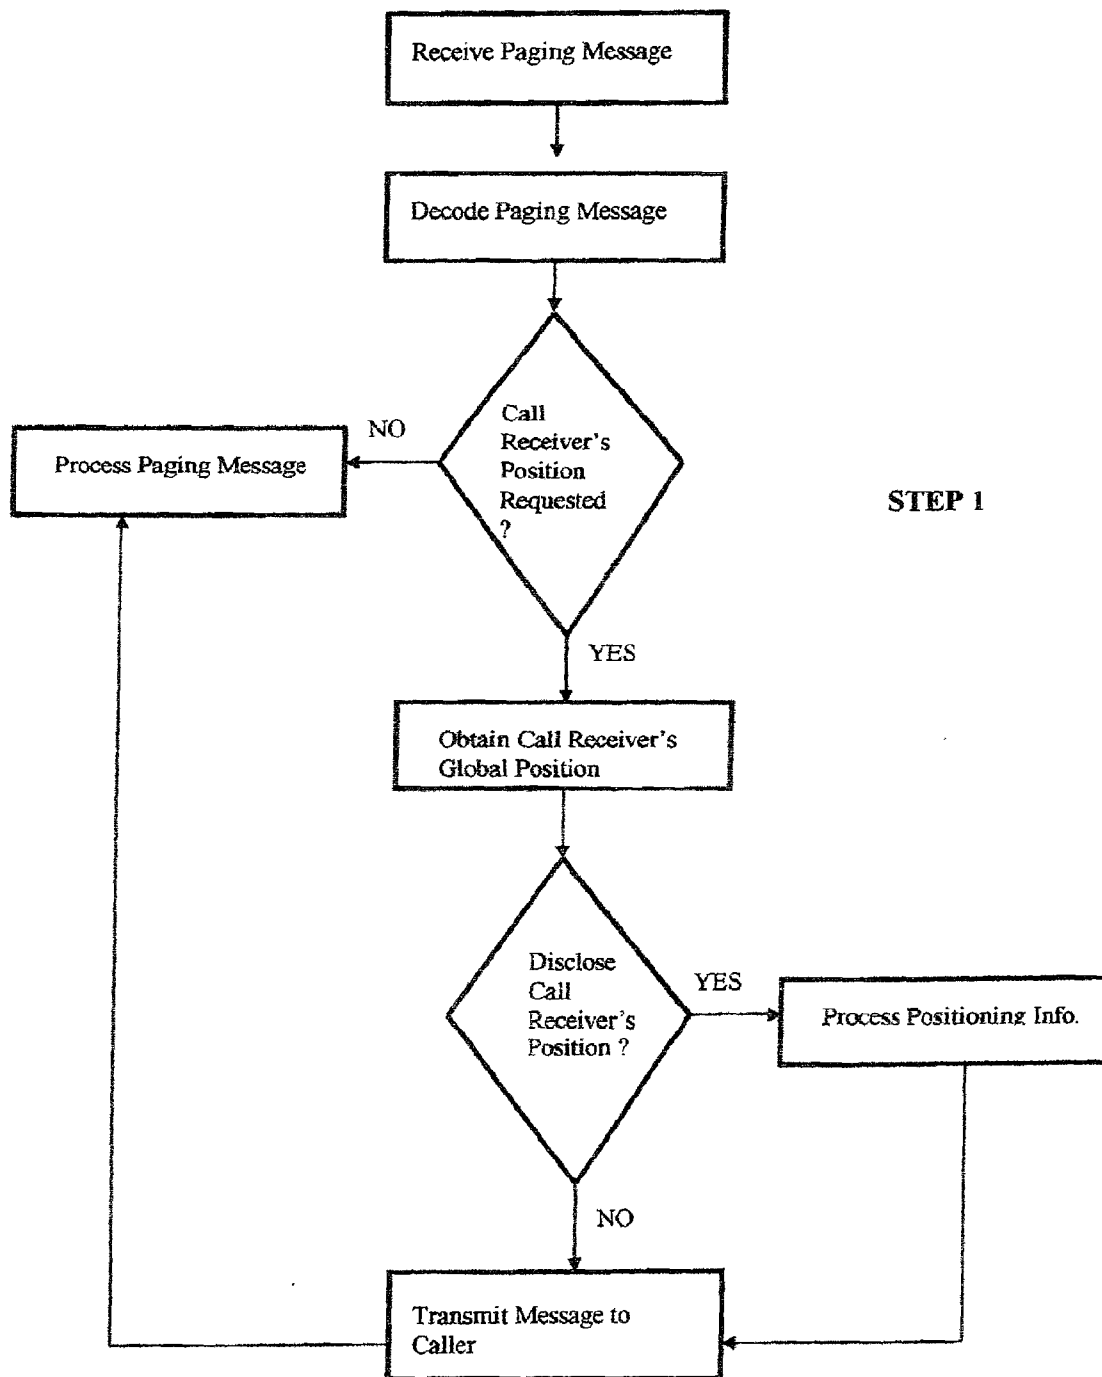 Receive Paging Message
Decode Paging Message
Call
Receiver's
Position
Requested
?
NO
Process Paging Message
STEP 1
YES
Obtain Call Receiver's
Global Position
Disclose
Call
Receiver's
Position ?
YES
Process Positioning Info.
NO
Transmit Message to
Caller